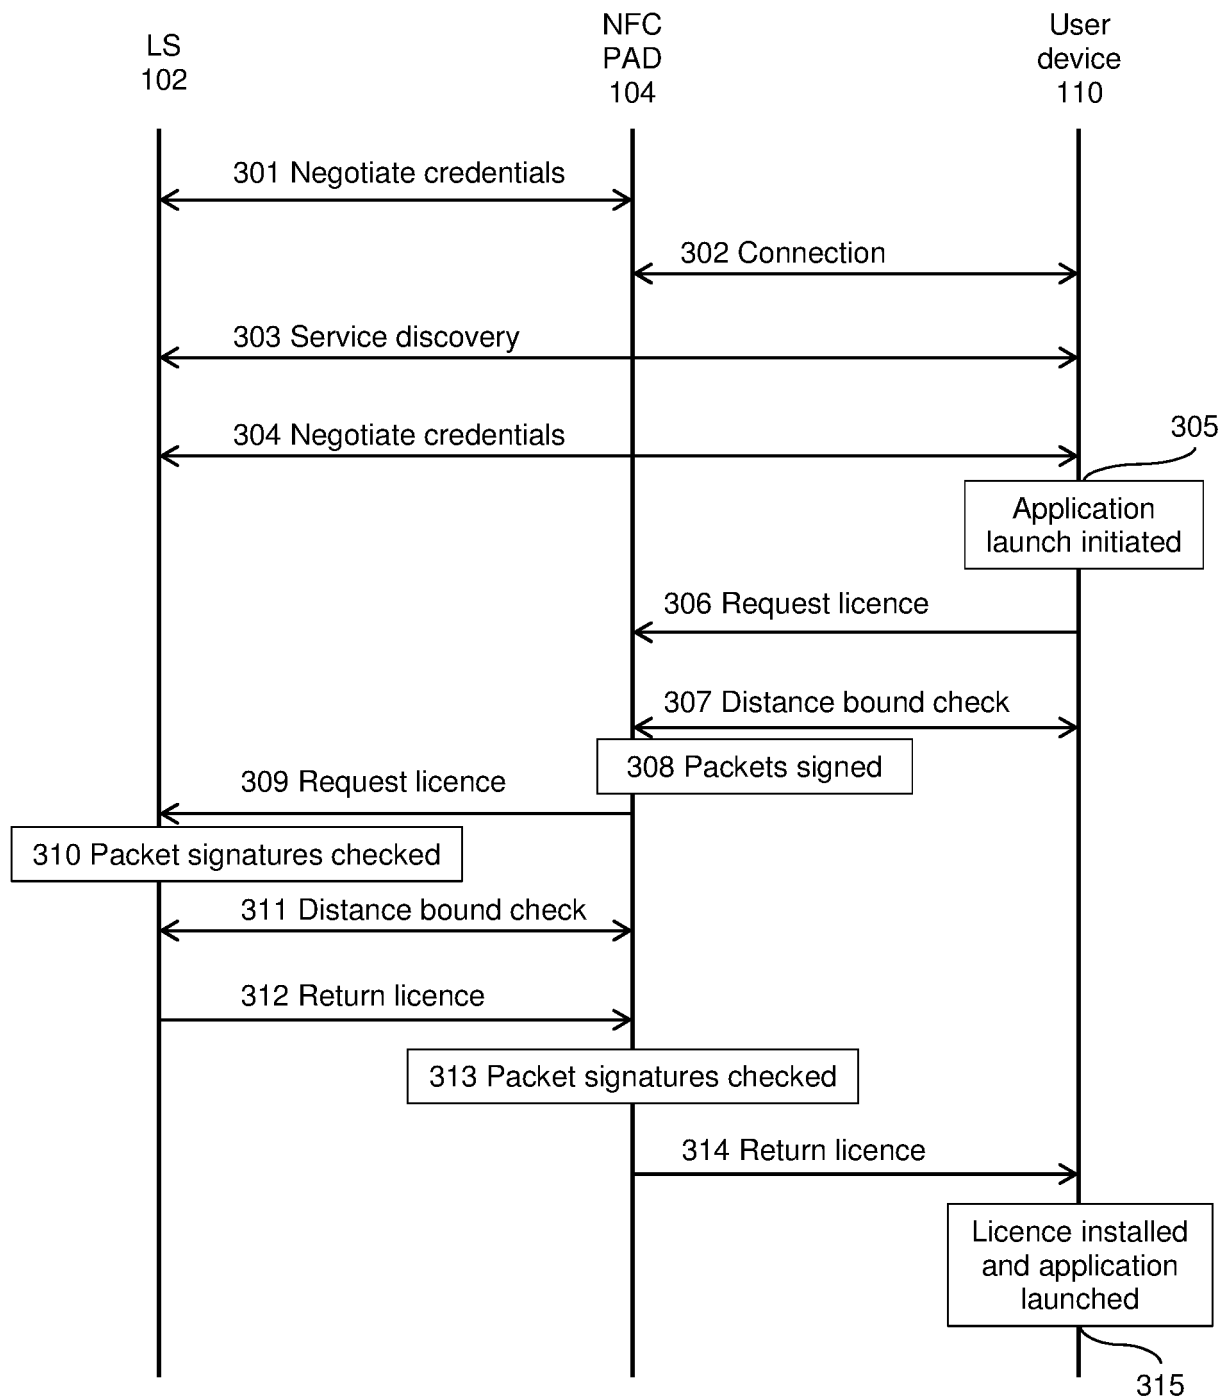 LS
102
NFC
PAD
104
User
device
110
301 Negotiate credentials
302 Connection
303 Service discovery
304 Negotiate credentials
305
Application
launch initiated
306 Request licence
307 Distance bound check
308 Packets signed
309 Request licence
310 Packet signatures checked
311 Distance bound check
312 Return licence
313 Packet signatures checked
314 Return licence
Licence installed
and application
launched
315